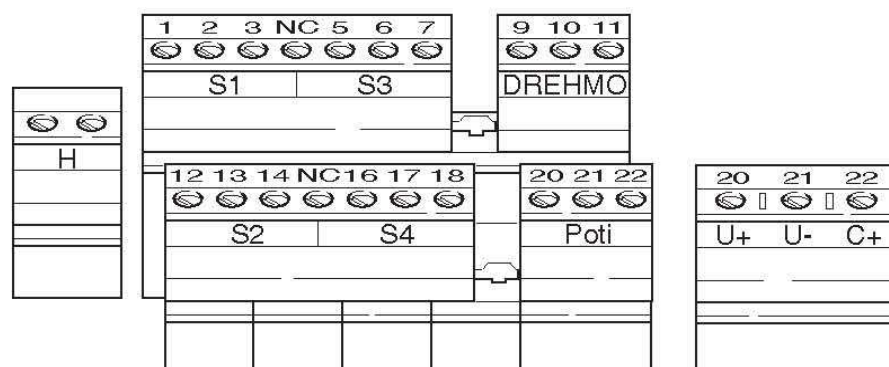 1 2 3 NC 5 6 7
9 10 11
S1 S3
DREHMO
H
12 13 14 NC 16 17 18
20 21 22
20 21 22
S2 S4
Poti
U+ U- C+